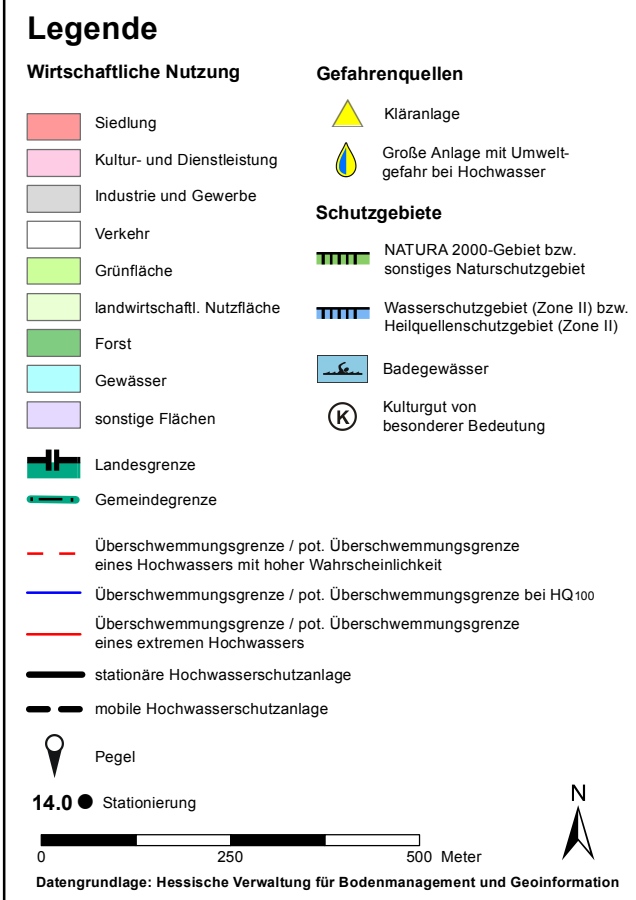 Legende
Wirtschaftliche Nutzung
Siedlung
Kultur- und Dienstleistung
Industrie und Gewerbe
Verkehr
Grünfläche
landwirtschaftl. Nutzfläche
Forst
Gewässer
sonstige Flächen
Landesgrenze
Gemeindegrenze
Gefahrenquellen
Kläranlage
Große Anlage mit Umwelt-
gefahr bei Hochwasser
Schutzgebiete
NATURA 2000-Gebiet bzw.
sonstiges Naturschutzgebiet
Wasserschutzgebiet (Zone II) bzw.
Heilquellenschutzgebiet (Zone II)
Badegewässer
K
Kulturgut von
besonderer Bedeutung
Überschwemmungsgrenze / pot. Überschwemmungsgrenze
eines Hochwassers mit hoher Wahrscheinlichkeit
Überschwemmungsgrenze / pot. Überschwemmungsgrenze bei HQ100
Überschwemmungsgrenze / pot. Überschwemmungsgrenze
eines extremen Hochwassers
stationäre Hochwasserschutzanlage
mobile Hochwasserschutzanlage
Pegel
14.0 Stationierung
N
0 250 500 Meter
Datengrundlage: Hessische Verwaltung für Bodenmanagement und Geoinformation